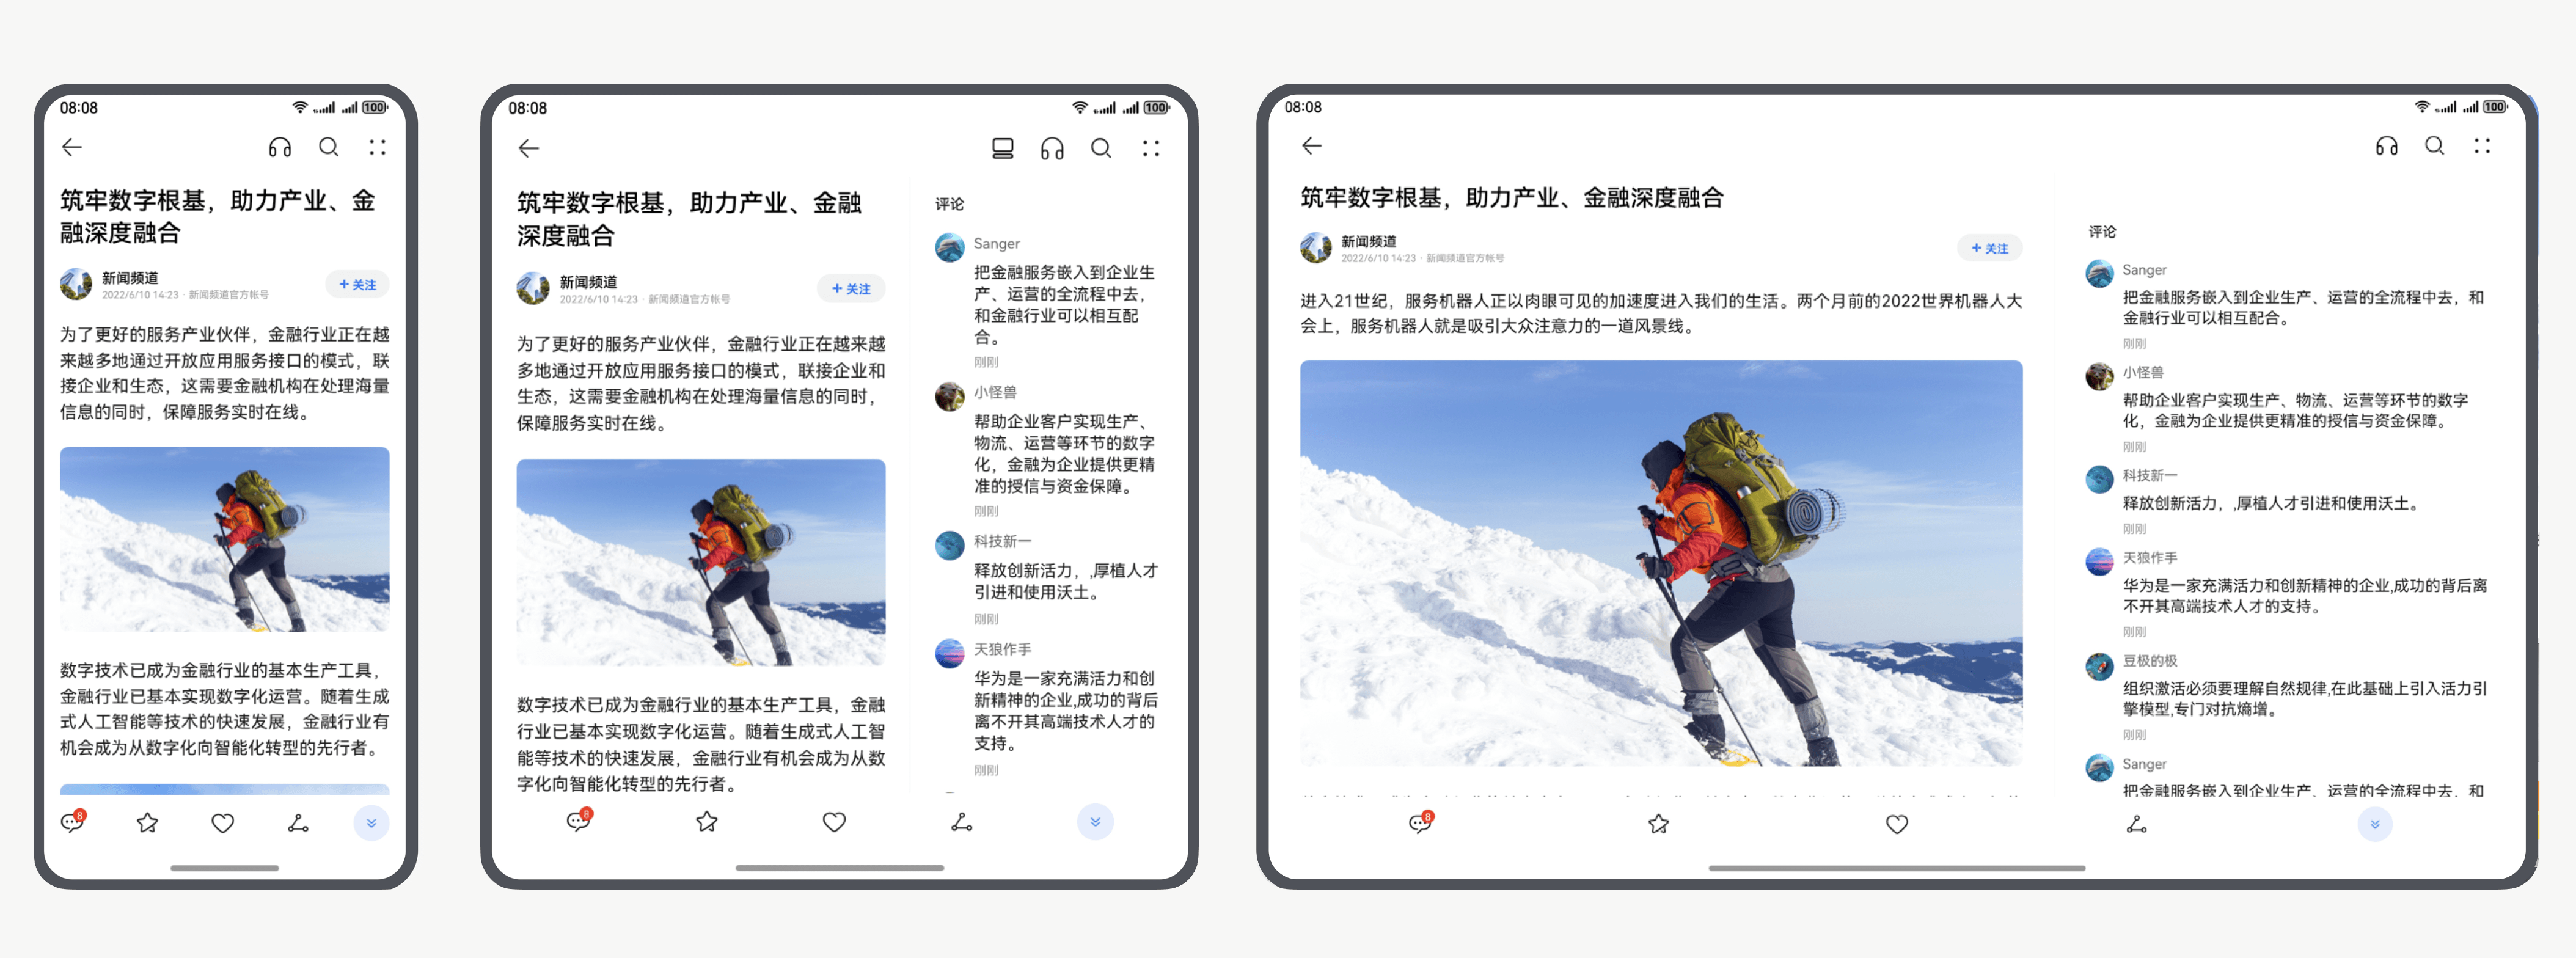 08:08
100
筑牢数字根基，助力产业、金
融深度融合
新闻频道
2022/6/10 14:23 · 新闻频道官方帐号
+ 关注
为了更好的服务产业伙伴，金融行业正在越
来越多地通过开放应用服务接口的模式，联
接企业和生态，这需要金融机构在处理海量
信息的同时，保障服务实时在线。
数字技术已成为金融行业的基本生产工具，
金融行业已基本实现数字化运营。随着生成
式人工智能等技术的快速发展，金融行业有
机会成为从数字化向智能化转型的先行者。
8
08:08
100
筑牢数字根基，助力产业、金融
深度融合
新闻频道
2022/6/10 14:23 · 新闻频道官方帐号
+ 关注
为了更好的服务产业伙伴，金融行业正在越来越
多地通过开放应用服务接口的模式，联接企业和
生态，这需要金融机构在处理海量信息的同时，
保障服务实时在线。
数字技术已成为金融行业的基本生产工具，金融
行业已基本实现数字化运营。随着生成式人工智
能等技术的快速发展，金融行业有机会成为从数
字化向智能化转型的先行者。
评论
Sanger
把金融服务嵌入到企业生
产、运营的全流程中去，
和金融行业可以相互配
合。
刚刚
小怪兽
帮助企业客户实现生产、
物流、运营等环节的数字
化，金融为企业提供更精
准的授信与资金保障。
刚刚
科技新一
释放创新活力，,厚植人才
引进和使用沃土。
刚刚
天狼作手
华为是一家充满活力和创
新精神的企业,成功的背后
离不开其高端技术人才的
支持。
刚刚
8
08:08
100
筑牢数字根基，助力产业、金融深度融合
新闻频道
2022/6/10 14:23 · 新闻频道官方帐号
+ 关注
进入21世纪，服务机器人正以肉眼可见的加速度进入我们的生活。两个月前的2022世界机器人大
会上，服务机器人就是吸引大众注意力的一道风景线。
评论
Sanger
把金融服务嵌入到企业生产、运营的全流程中去，和
金融行业可以相互配合。
刚刚
小怪兽
帮助企业客户实现生产、物流、运营等环节的数字
化，金融为企业提供更精准的授信与资金保障。
刚刚
科技新一
释放创新活力，,厚植人才引进和使用沃土。
刚刚
天狼作手
华为是一家充满活力和创新精神的企业,成功的背后离
不开其高端技术人才的支持。
刚刚
豆极的极
组织激活必须要理解自然规律,在此基础上引入活力引
擎模型,专门对抗熵增。
刚刚
Sanger
把金融服务嵌入到企业生产、运营的全流程中去，和
8